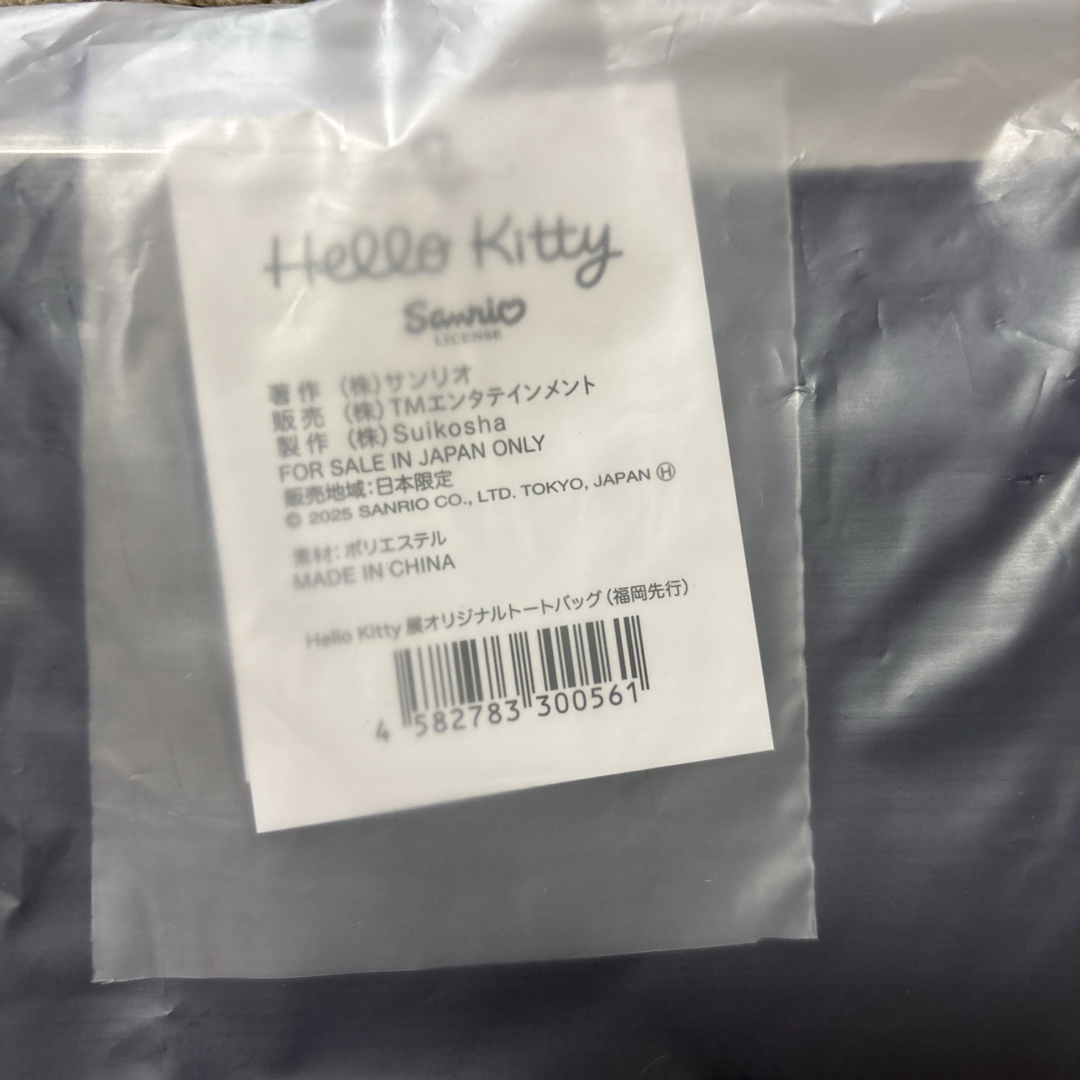 Hello Kitty
Sanrio
LICENSE
著作 (株)サンリオ
販売 (株)TMエンタテインメント
製作 (株)Suikosha
FOR SALE IN JAPAN ONLY
販売地域:日本限定
© 2025 SANRIO CO., LTD. TOKYO, JAPAN Ⓗ
素材:ポリエステル
MADE IN CHINA
Hello Kitty 展オリジナルトートバッグ(福岡先行)
4 582783 300561